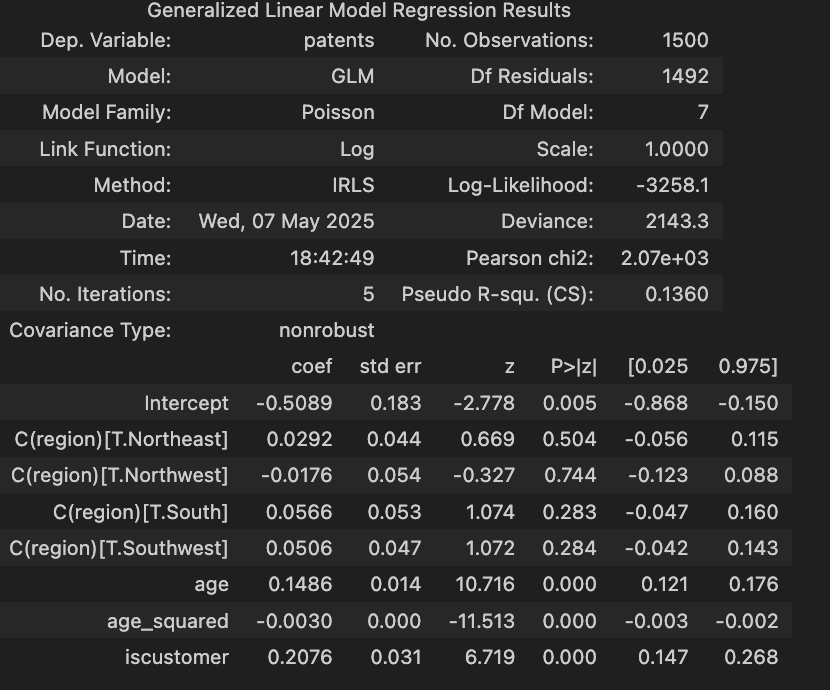 Generalized Linear Model Regression Results
Dep. Variable: patents No. Observations: 1500
Model: GLM Df Residuals: 1492
Model Family: Poisson Df Model: 7
Link Function: Log Scale: 1.0000
Method: IRLS Log-Likelihood: -3258.1
Date: Wed, 07 May 2025 Deviance: 2143.3
Time: 18:42:49 Pearson chi2: 2.07e+03
No. Iterations: 5 Pseudo R-squ. (CS): 0.1360
Covariance Type: nonrobust
coef std err z P>|z| [0.025 0.975]
Intercept -0.5089 0.183 -2.778 0.005 -0.868 -0.150
C(region)[T.Northeast] 0.0292 0.044 0.669 0.504 -0.056 0.115
C(region)[T.Northwest] -0.0176 0.054 -0.327 0.744 -0.123 0.088
C(region)[T.South] 0.0566 0.053 1.074 0.283 -0.047 0.160
C(region)[T.Southwest] 0.0506 0.047 1.072 0.284 -0.042 0.143
age 0.1486 0.014 10.716 0.000 0.121 0.176
age_squared -0.0030 0.000 -11.513 0.000 -0.003 -0.002
iscustomer 0.2076 0.031 6.719 0.000 0.147 0.268